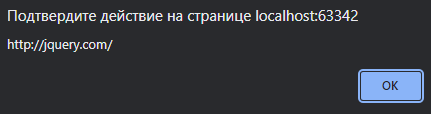 Подтвердите действие на странице localhost:63342
http://jquery.com/
OK